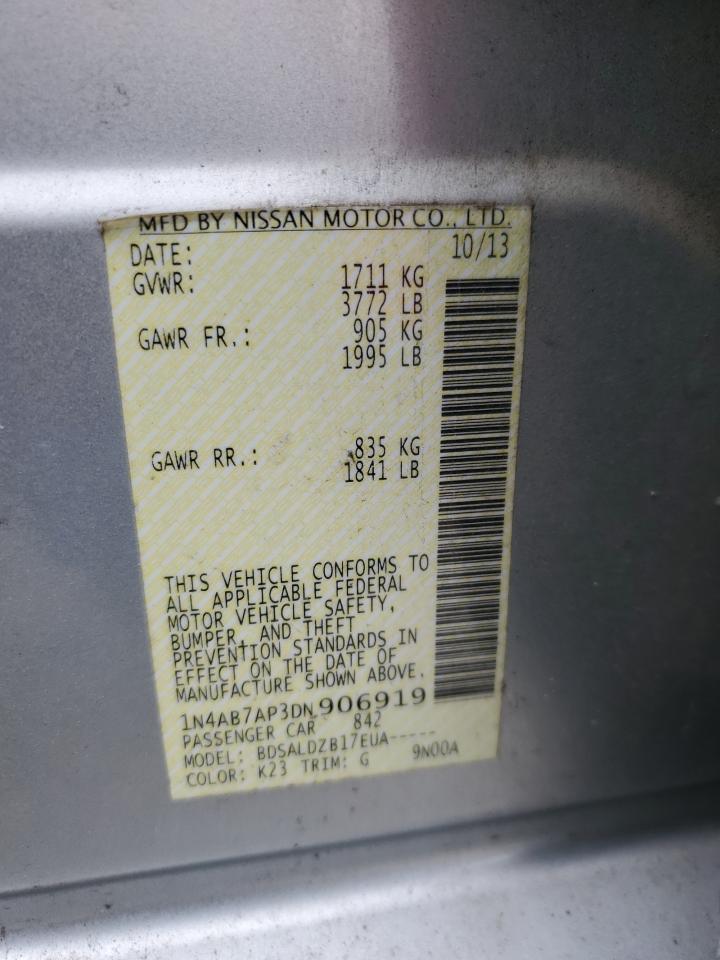 MFD BY NISSAN MOTOR CO., LTD.
DATE: 10/13
GVWR: 1711 KG
3772 LB
GAWR FR.: 905 KG
1995 LB
GAWR RR.: 835 KG
1841 LB
THIS VEHICLE CONFORMS TO
ALL APPLICABLE FEDERAL
MOTOR VEHICLE SAFETY,
BUMPER, AND THEFT
PREVENTION STANDARDS IN
EFFECT ON THE DATE OF
MANUFACTURE SHOWN ABOVE.
1N4AB7AP3DN906919
PASSENGER CAR 842
MODEL: BDSALDZB17EUA-----
COLOR: K23 TRIM: G 9N00A